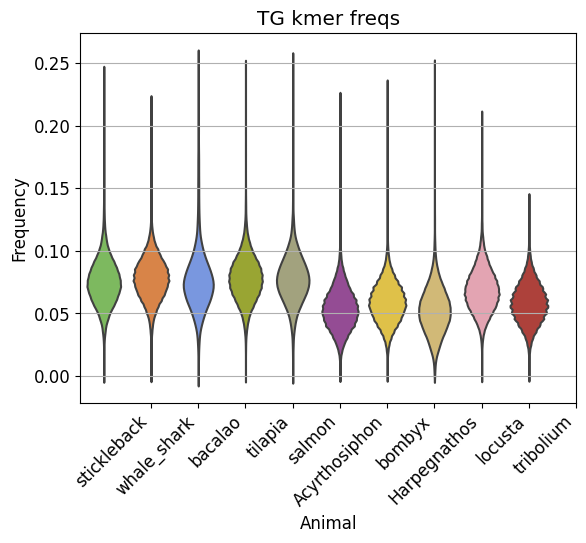 TG kmer freqs
Frequency
0.25
0.20
0.15
0.10
0.05
0.00
stickleback
whale_shark
bacalao
tilapia
salmon
Acyrthosiphon
bombyx
Harpegnathos
locusta
tribolium
Animal